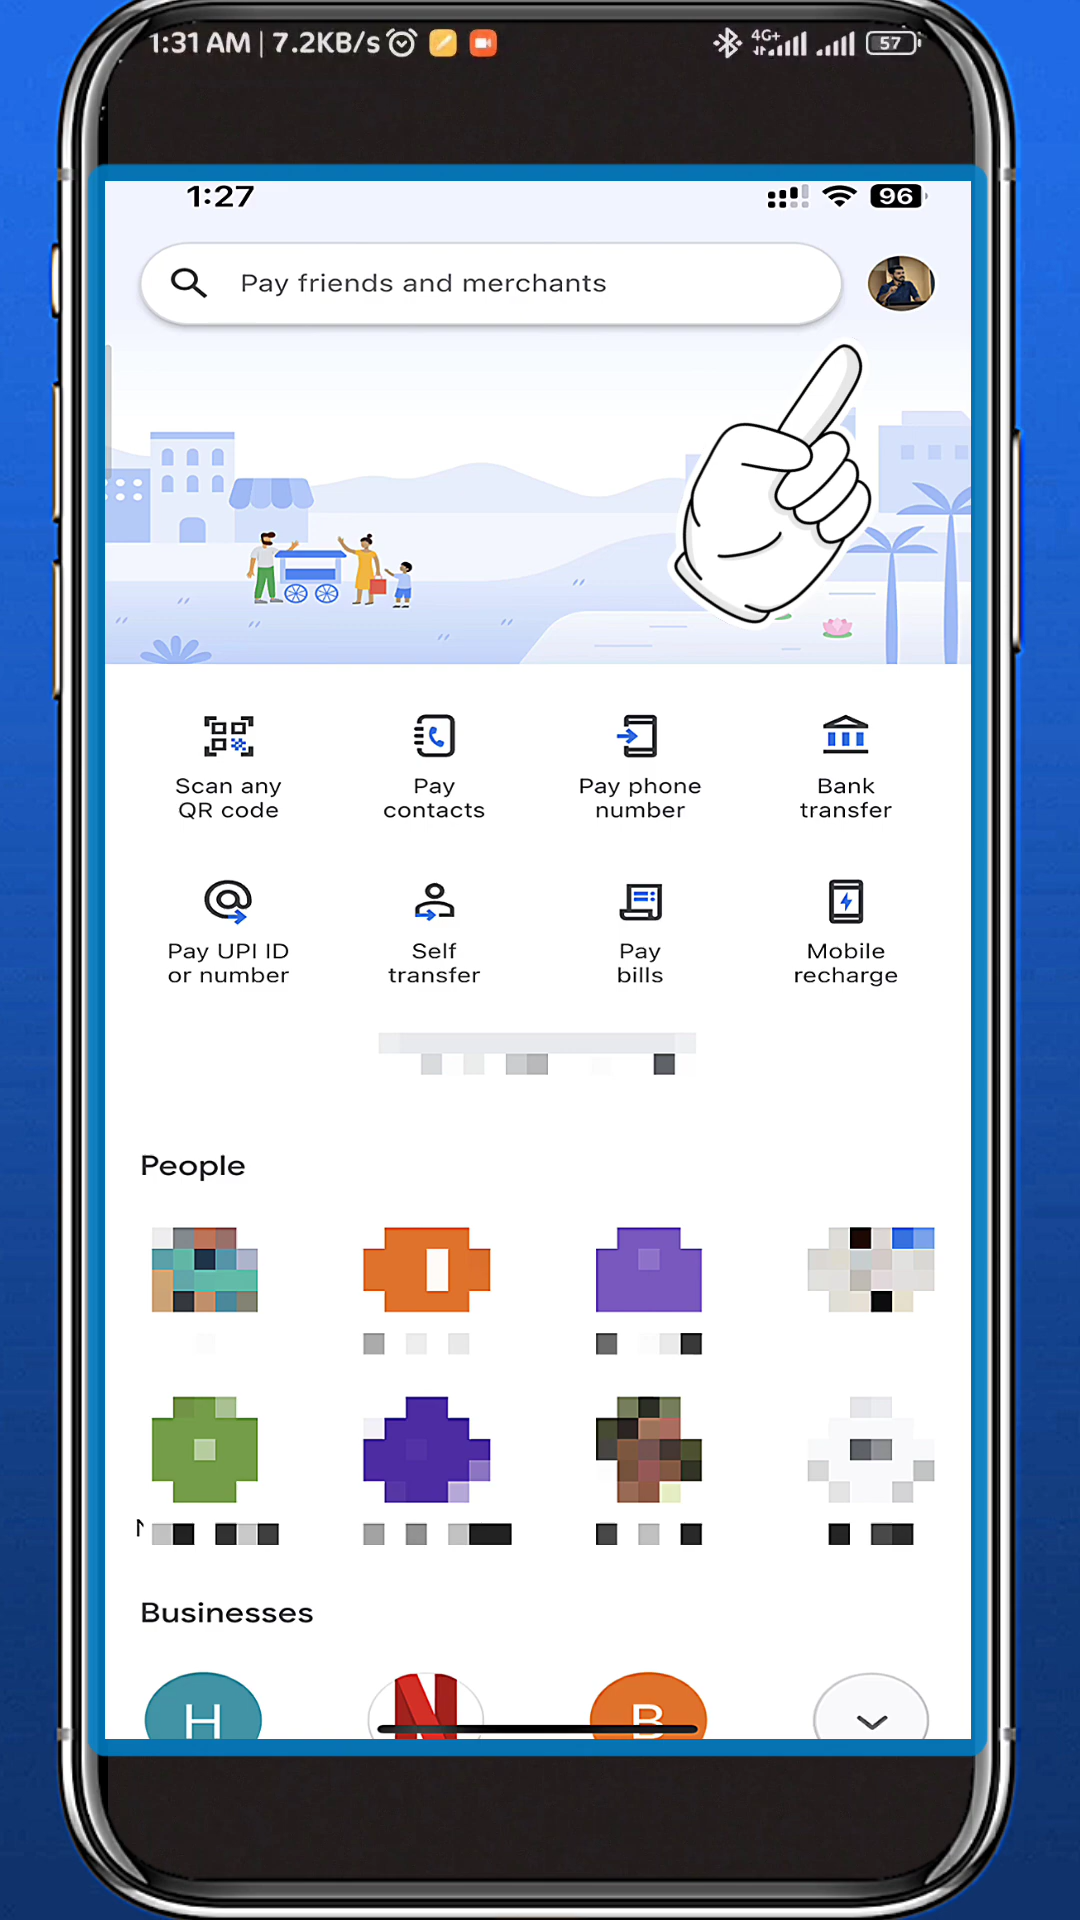 1:31 AM | 7.2KB/s 4G+ 57
1:27 96
Pay friends and merchants
Scan any
QR code
Pay
contacts
Pay phone
number
Bank
transfer
Pay UPI ID
or number
Self
transfer
Pay
bills
Mobile
recharge
People
Businesses
H N B